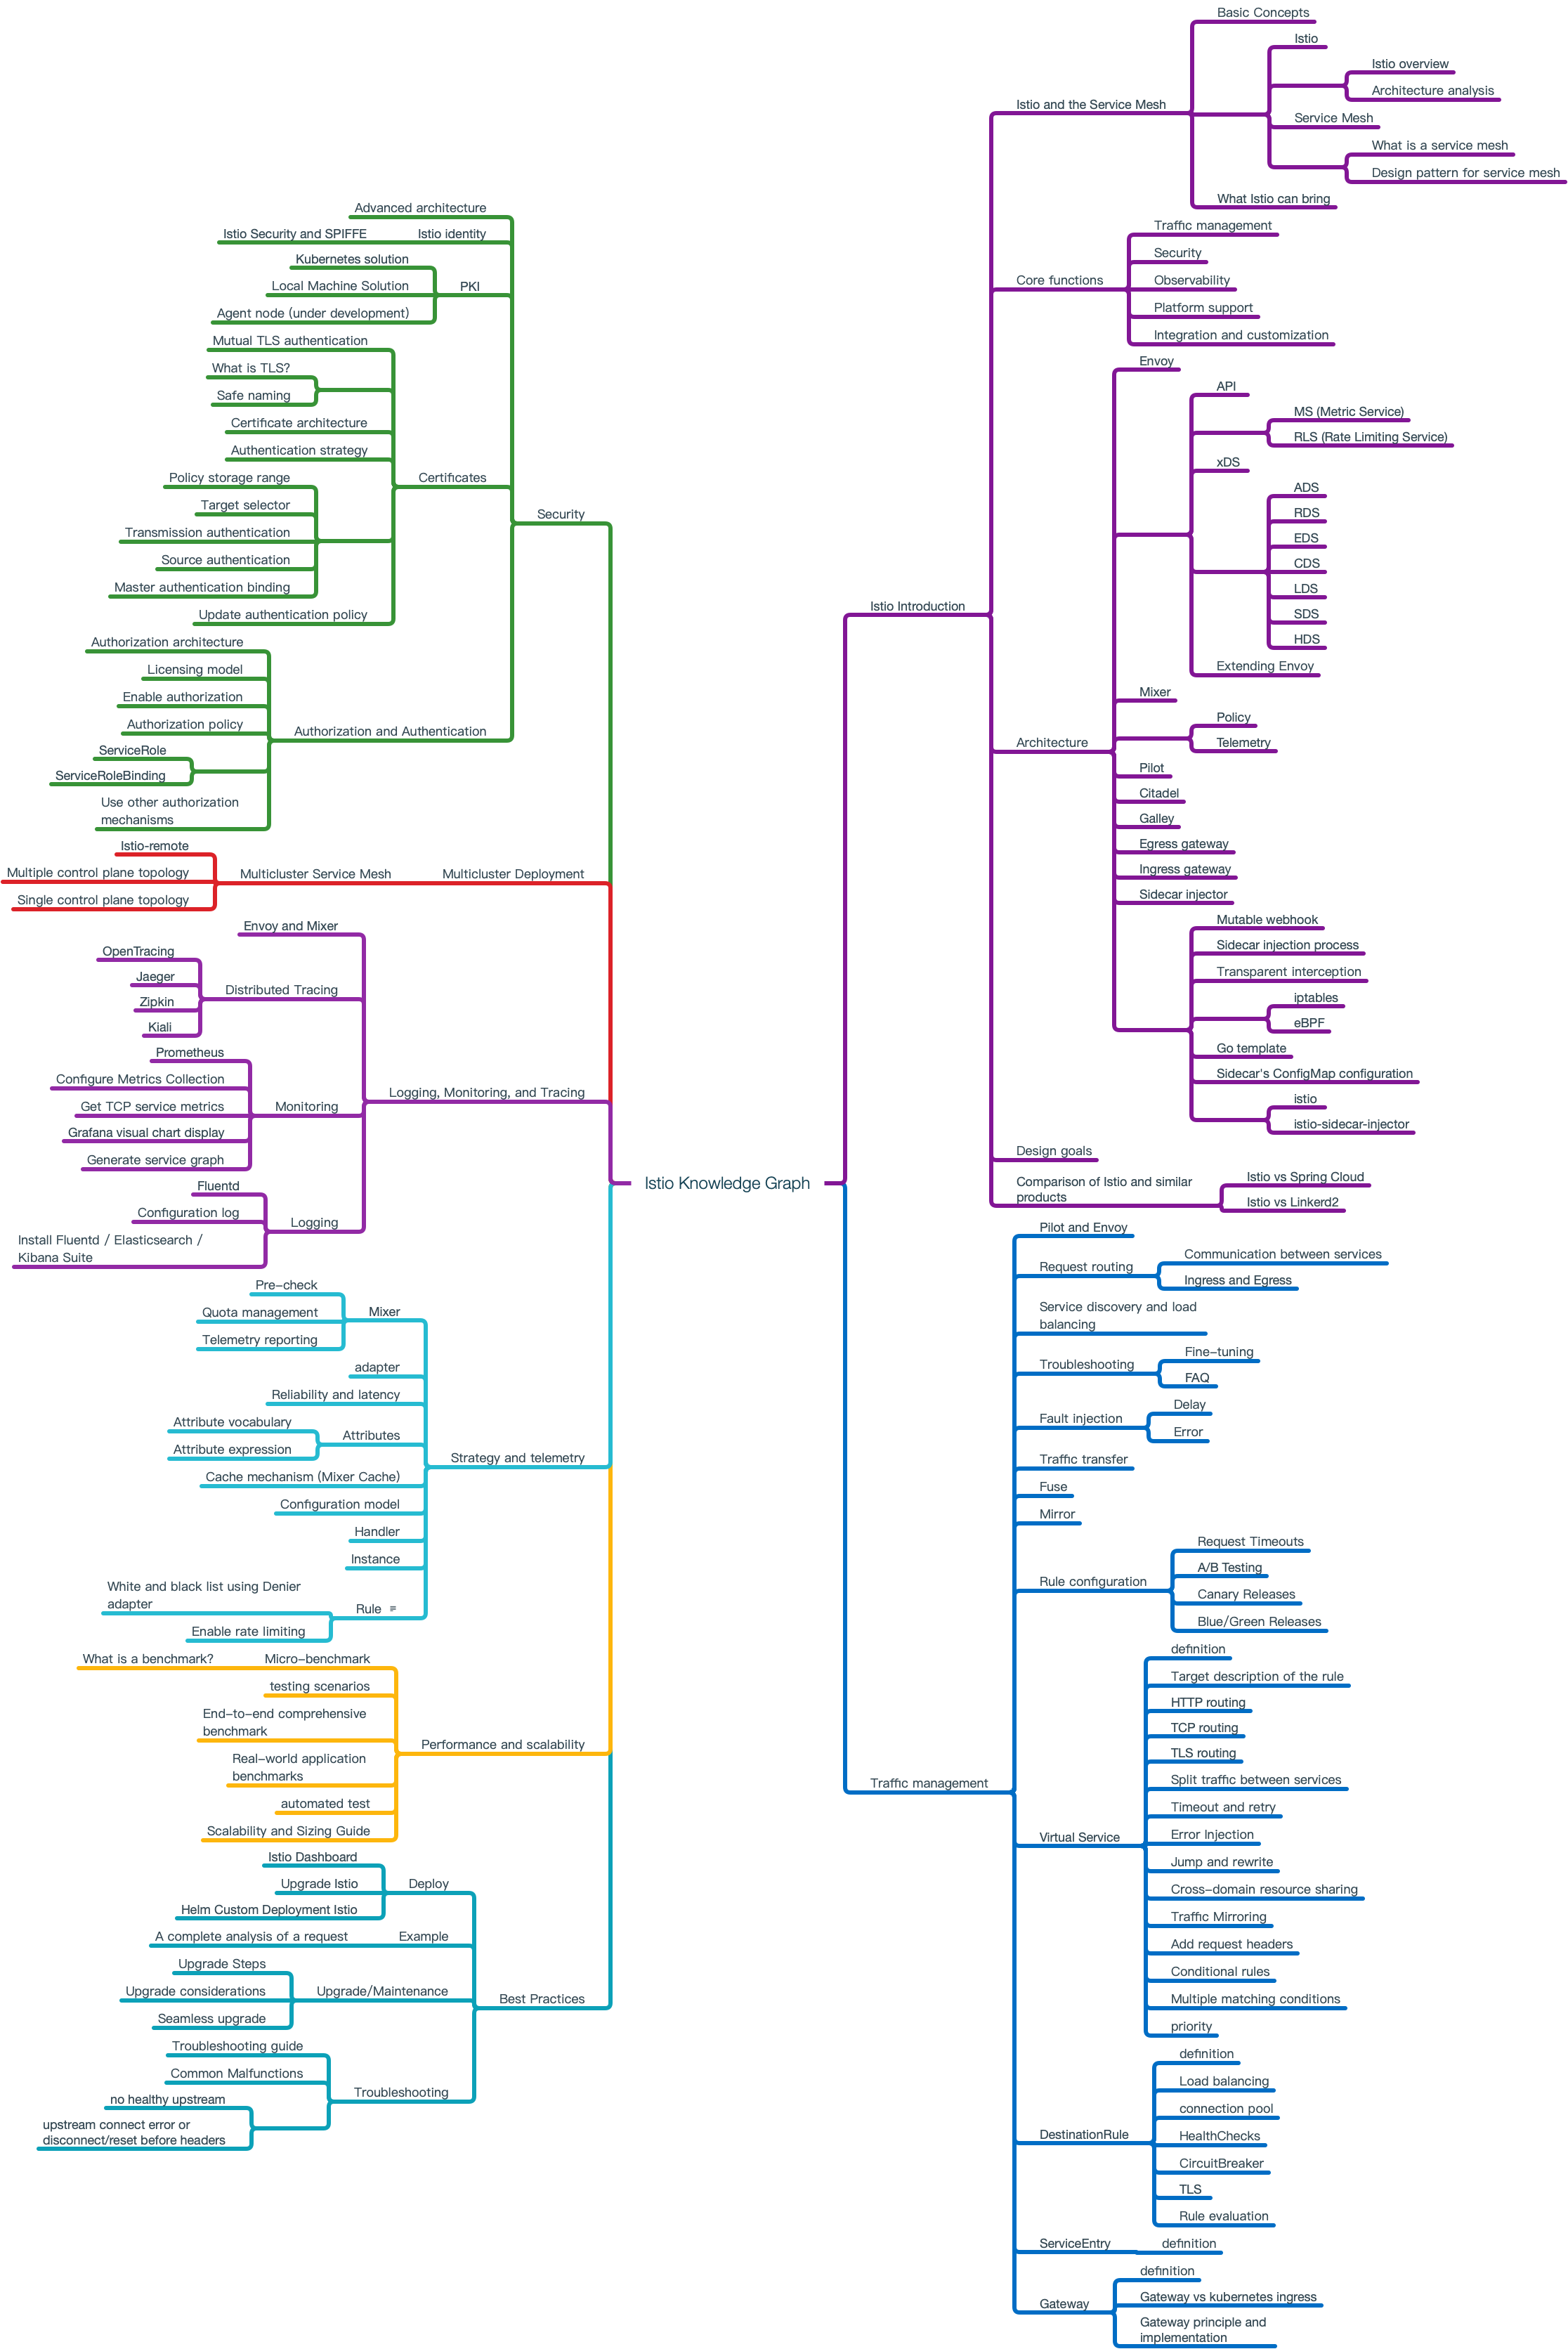 Istio Knowledge Graph
Istio Introduction
Istio and the Service Mesh
Basic Concepts
Istio
Istio overview
Architecture analysis
Service Mesh
What is a service mesh
Design pattern for service mesh
What Istio can bring
Core functions
Traffic management
Security
Observability
Platform support
Integration and customization
Architecture
Envoy
API
MS (Metric Service)
RLS (Rate Limiting Service)
xDS
ADS
RDS
EDS
CDS
LDS
SDS
HDS
Extending Envoy
Mixer
Policy
Telemetry
Pilot
Citadel
Galley
Egress gateway
Ingress gateway
Sidecar injector
Mutable webhook
Sidecar injection process
Transparent interception
iptables
eBPF
Go template
Sidecar's ConfigMap configuration
istio
istio-sidecar-injector
Design goals
Comparison of Istio and similar
products
Istio vs Spring Cloud
Istio vs Linkerd2
Traffic management
Pilot and Envoy
Request routing
Communication between services
Ingress and Egress
Service discovery and load
balancing
Troubleshooting
Fine-tuning
FAQ
Fault injection
Delay
Error
Traffic transfer
Fuse
Mirror
Rule configuration
Request Timeouts
A/B Testing
Canary Releases
Blue/Green Releases
Virtual Service
definition
Target description of the rule
HTTP routing
TCP routing
TLS routing
Split traffic between services
Timeout and retry
Error Injection
Jump and rewrite
Cross-domain resource sharing
Traffic Mirroring
Add request headers
Conditional rules
Multiple matching conditions
priority
DestinationRule
definition
Load balancing
connection pool
HealthChecks
CircuitBreaker
TLS
Rule evaluation
ServiceEntry
definition
Gateway
definition
Gateway vs kubernetes ingress
Gateway principle and
implementation
Security
Advanced architecture
Istio identity
Istio Security and SPIFFE
PKI
Kubernetes solution
Local Machine Solution
Agent node (under development)
Certificates
Mutual TLS authentication
What is TLS?
Safe naming
Certificate architecture
Authentication strategy
Policy storage range
Target selector
Transmission authentication
Source authentication
Master authentication binding
Update authentication policy
Authorization and Authentication
Authorization architecture
Licensing model
Enable authorization
Authorization policy
ServiceRole
ServiceRoleBinding
Use other authorization
mechanisms
Multicluster Deployment
Multicluster Service Mesh
Istio-remote
Multiple control plane topology
Single control plane topology
Logging, Monitoring, and Tracing
Envoy and Mixer
Distributed Tracing
OpenTracing
Jaeger
Zipkin
Kiali
Monitoring
Prometheus
Configure Metrics Collection
Get TCP service metrics
Grafana visual chart display
Generate service graph
Logging
Fluentd
Configuration log
Install Fluentd / Elasticsearch /
Kibana Suite
Strategy and telemetry
Mixer
Pre-check
Quota management
Telemetry reporting
adapter
Reliability and latency
Attributes
Attribute vocabulary
Attribute expression
Cache mechanism (Mixer Cache)
Configuration model
Handler
Instance
Rule
White and black list using Denier
adapter
Enable rate limiting
Performance and scalability
Micro-benchmark
What is a benchmark?
testing scenarios
End-to-end comprehensive
benchmark
Real-world application
benchmarks
automated test
Scalability and Sizing Guide
Best Practices
Deploy
Istio Dashboard
Upgrade Istio
Helm Custom Deployment Istio
Example
A complete analysis of a request
Upgrade/Maintenance
Upgrade Steps
Upgrade considerations
Seamless upgrade
Troubleshooting
Troubleshooting guide
Common Malfunctions
no healthy upstream
upstream connect error or
disconnect/reset before headers